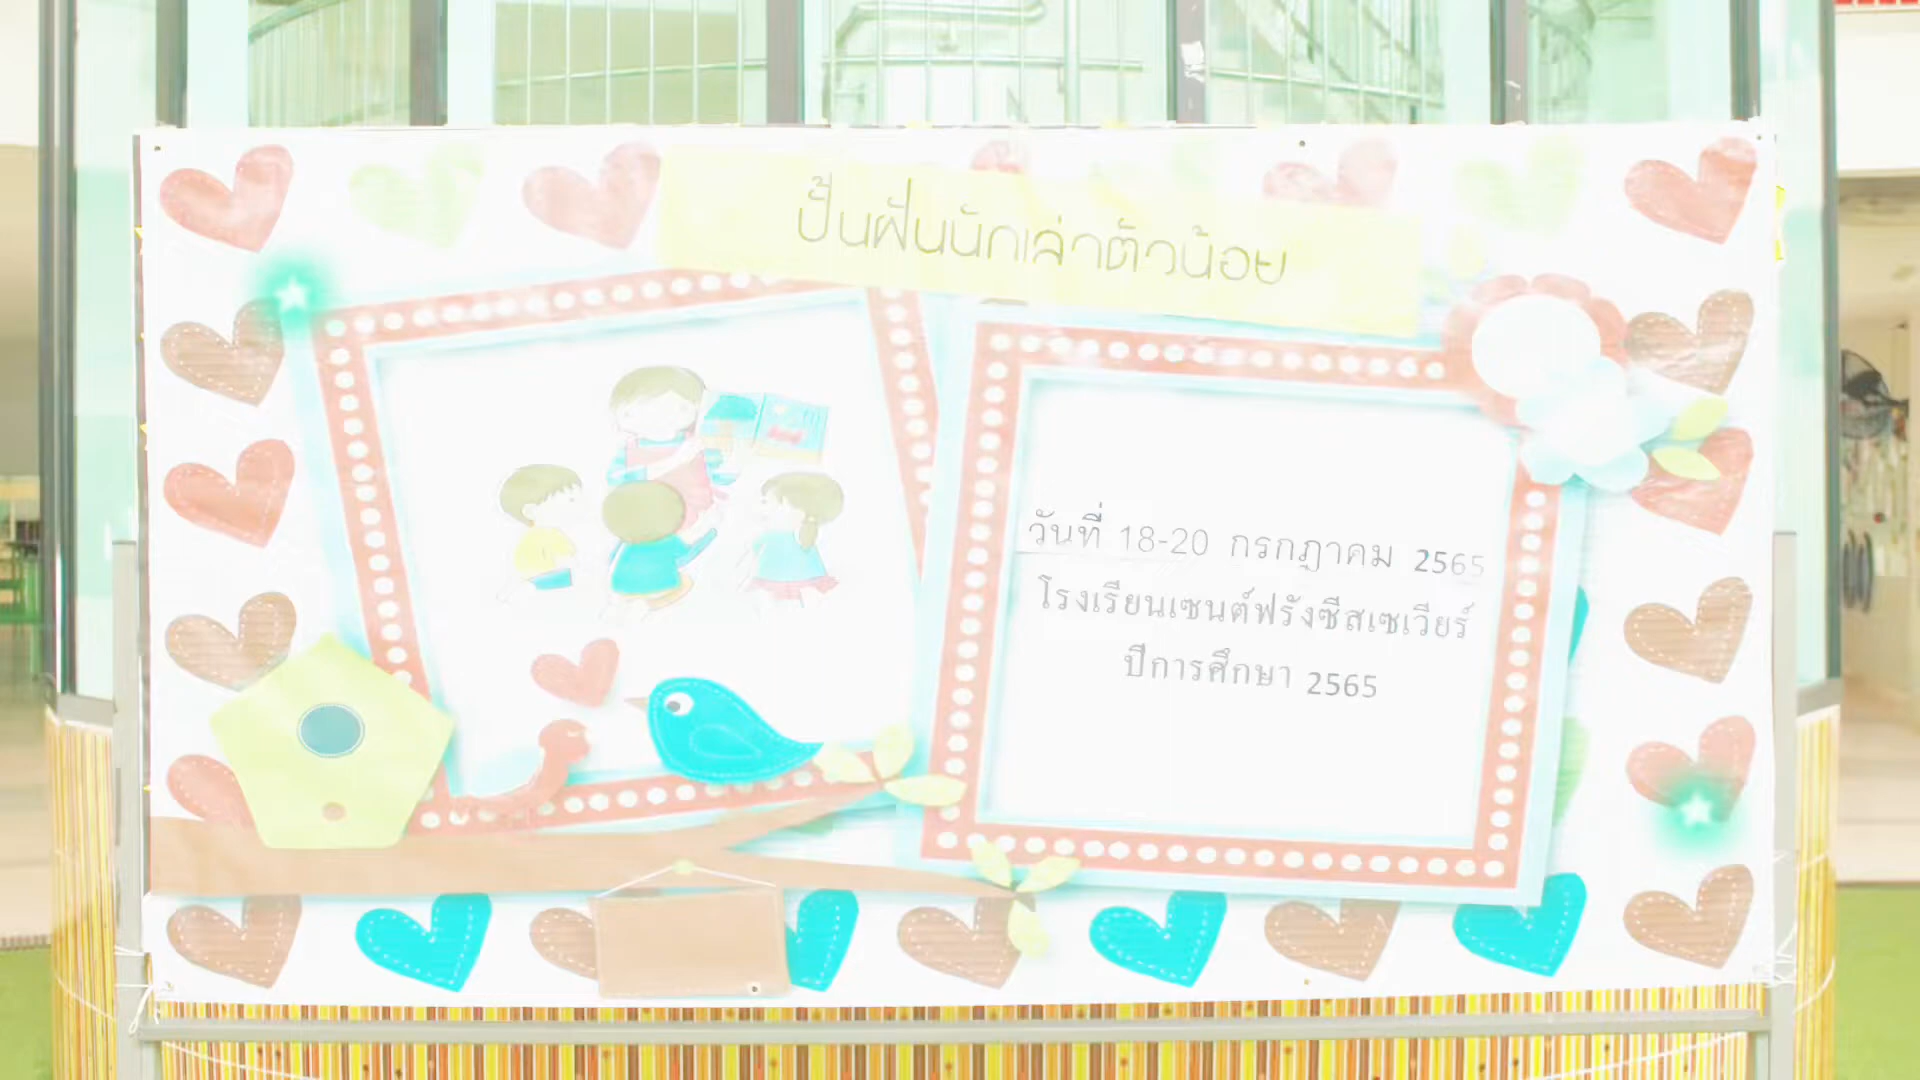 ปั้นฝันนักเล่าตัวน้อย
วันที่ 18-20 กรกฎาคม 2565
โรงเรียนเซนต์ฟรังซีสเซเวียร์
ปีการศึกษา 2565